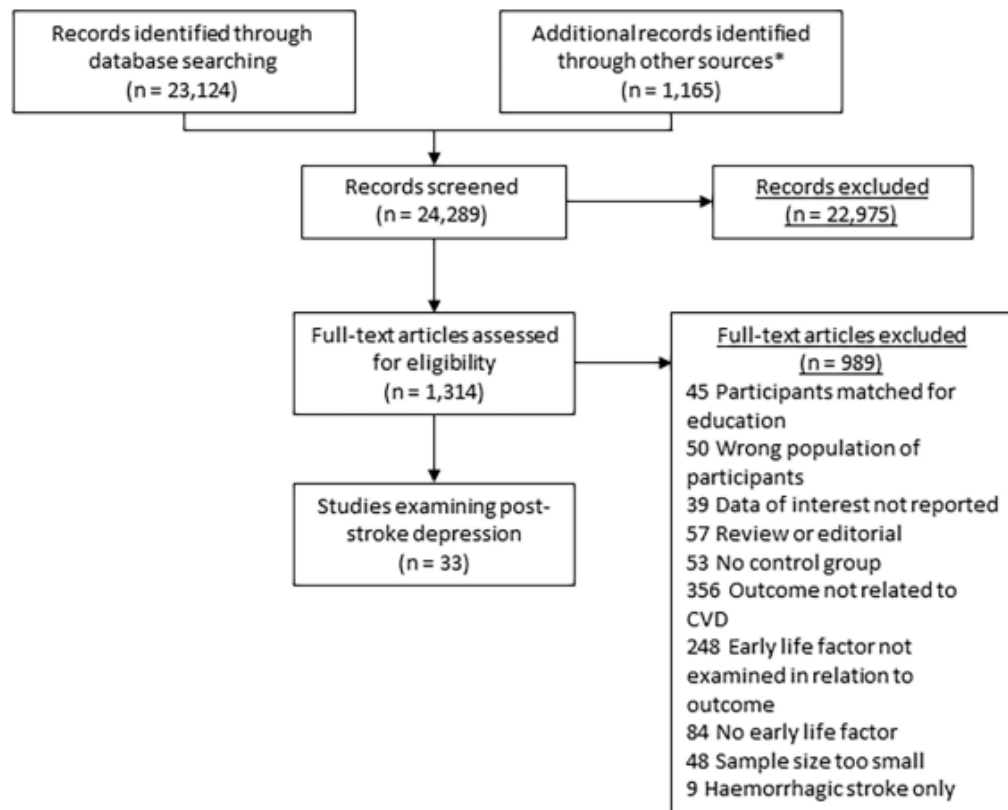 Records identified through
database searching
(n = 23,124)
Additional records identified
through other sources*
(n = 1,165)
Records screened
(n = 24,289)
Records excluded
(n = 22,975)
Full-text articles assessed
for eligibility
(n = 1,314)
Full-text articles excluded
(n = 989)
45 Participants matched for
education
50 Wrong population of
participants
39 Data of interest not reported
57 Review or editorial
53 No control group
356 Outcome not related to
CVD
248 Early life factor not
examined in relation to
outcome
84 No early life factor
48 Sample size too small
9 Haemorrhagic stroke only
Studies examining post-
stroke depression
(n = 33)